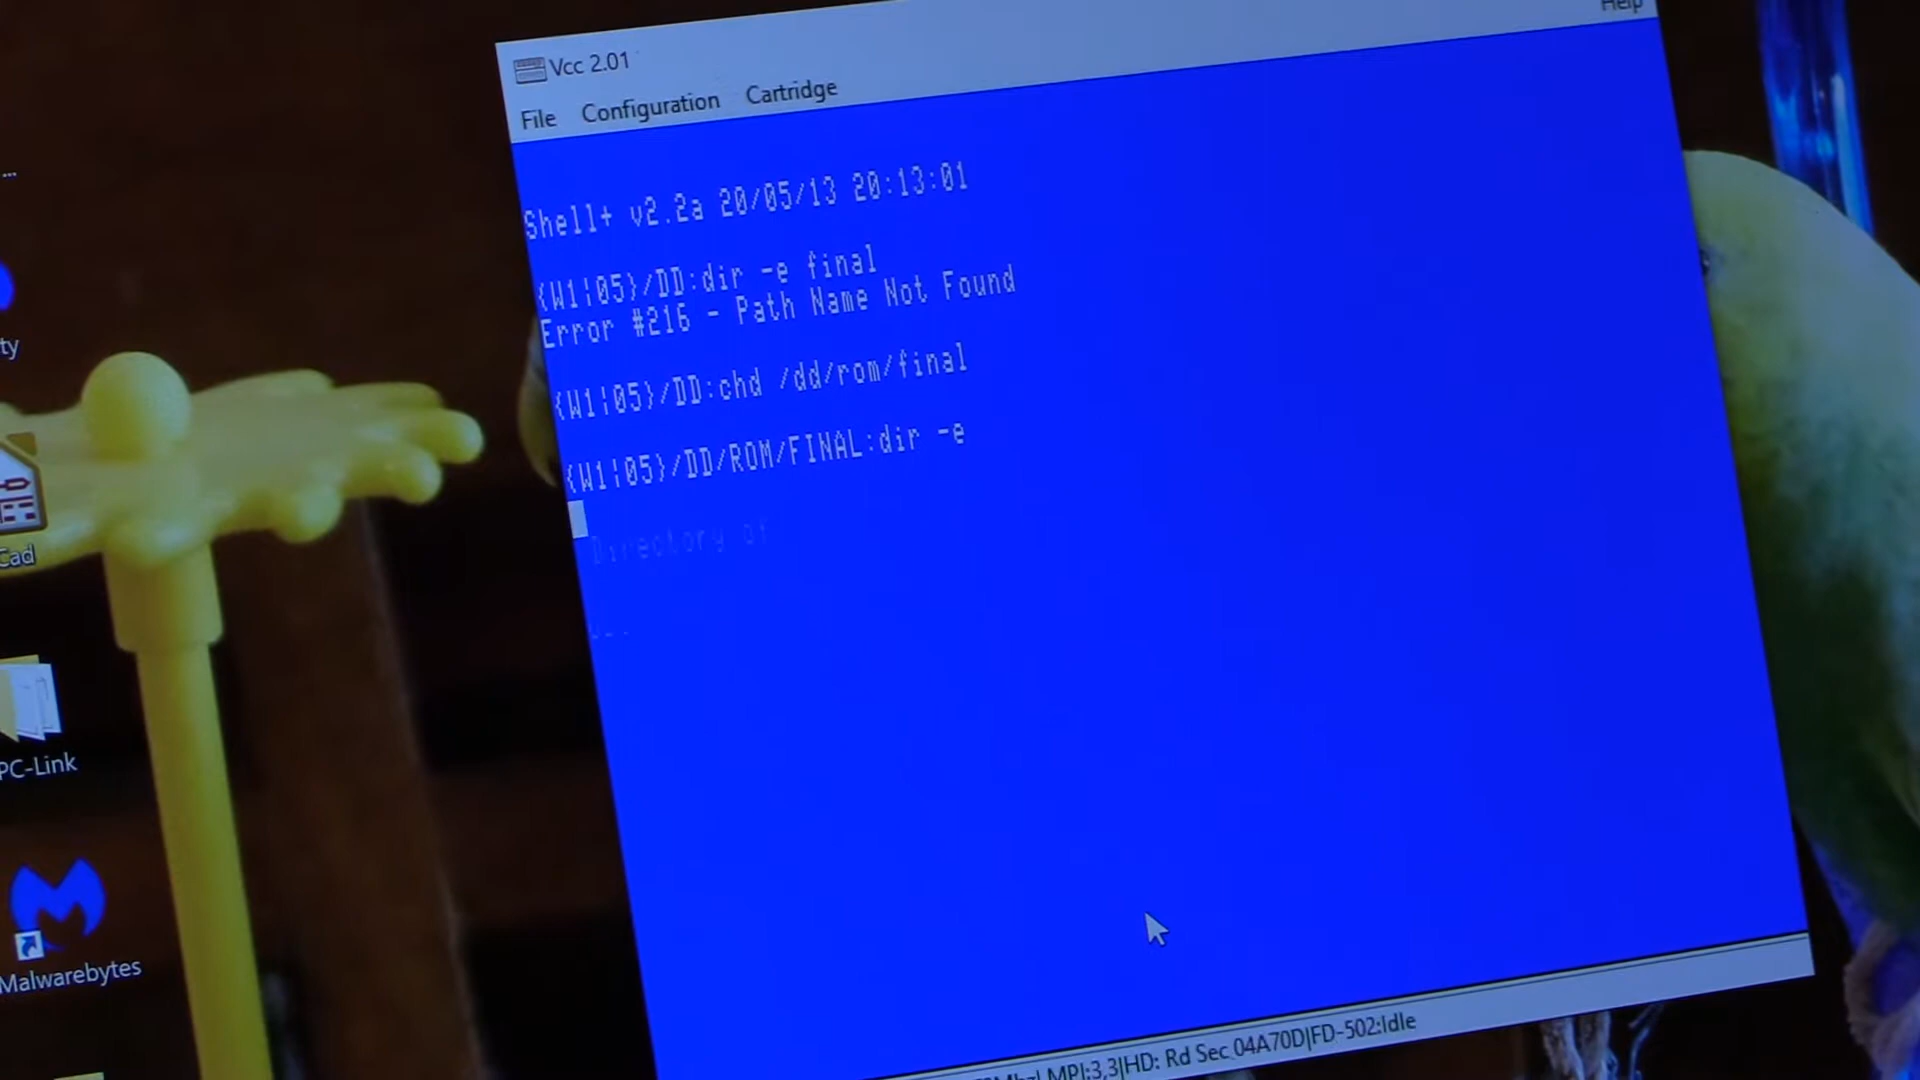 Vcc 2.01
Help
File Configuration Cartridge
Shell+ v2.2a 20/05/13 20:13:01
{W1¦05}/DD:dir -e final
Error #216 - Path Name Not Found
{W1¦05}/DD:chd /dd/rom/final
{W1¦05}/DD/ROM/FINAL:dir -e
Directory of
...
ty
Cad
PC-Link
Malwarebytes
MPI:3,3|HD: Rd Sec 04A70D|FD-502:Idle